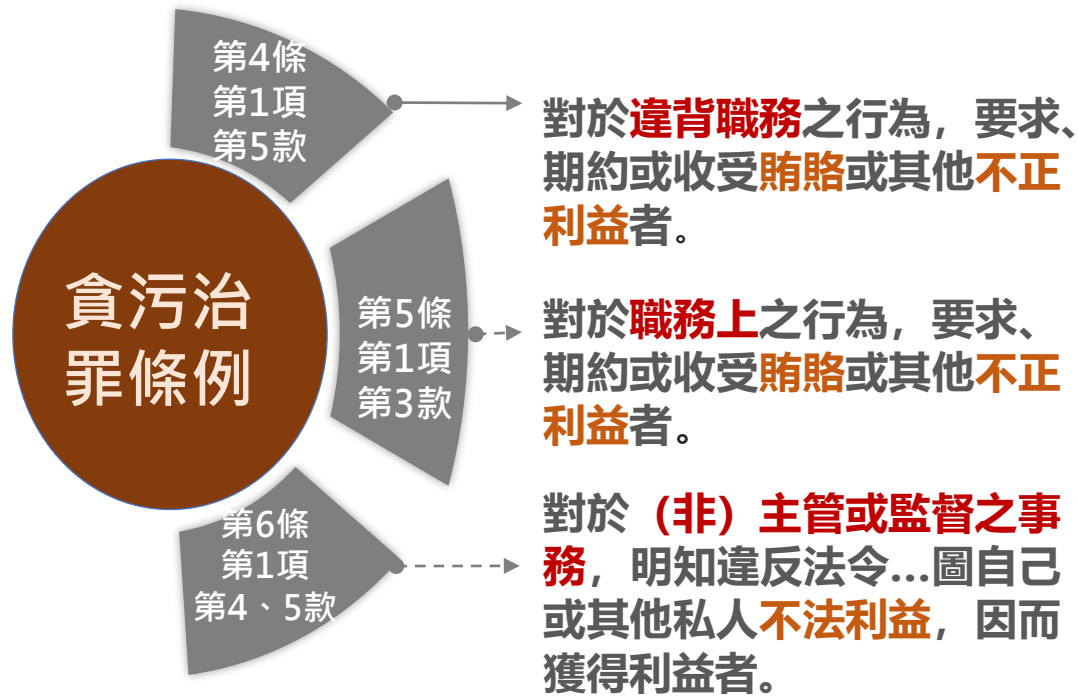 貪污治
罪條例
第4條
第1項
第5款
對於違背職務之行為，要求、
期約或收受賄賂或其他不正
利益者。
第5條
第1項
第3款
對於職務上之行為，要求、
期約或收受賄賂或其他不正
利益者。
第6條
第1項
第4、5款
對於（非）主管或監督之事
務，明知違反法令…圖自己
或其他私人不法利益，因而
獲得利益者。